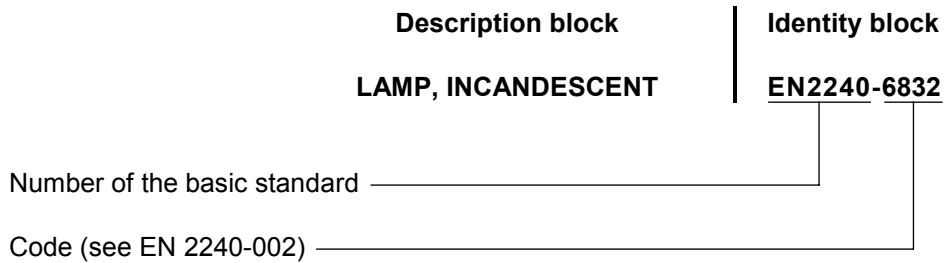 Description block Identity block
LAMP, INCANDESCENT EN2240-6832
Number of the basic standard
Code (see EN 2240-002)